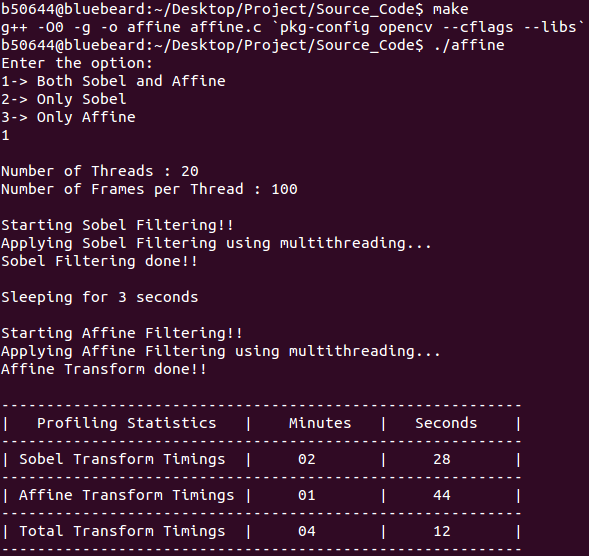 b50644@bluebeard:~/Desktop/Project/Source_Code$ make
g++ -O0 -g -o affine affine.c `pkg-config opencv --cflags --libs`
b50644@bluebeard:~/Desktop/Project/Source_Code$ ./affine
Enter the option:
1-> Both Sobel and Affine
2-> Only Sobel
3-> Only Affine
1
Number of Threads : 20
Number of Frames per Thread : 100
Starting Sobel Filtering!!
Applying Sobel Filtering using multithreading...
Sobel Filtering done!!
Sleeping for 3 seconds
Starting Affine Filtering!!
Applying Affine Filtering using multithreading...
Affine Transform done!!
----------------------------------------------------------
|   Profiling Statistics   |    Minutes   |   Seconds    |
----------------------------------------------------------
| Sobel Transform Timings  |     02       |     28       |
----------------------------------------------------------
| Affine Transform Timings |     01       |     44       |
----------------------------------------------------------
| Total Transform Timings  |     04       |     12       |
----------------------------------------------------------